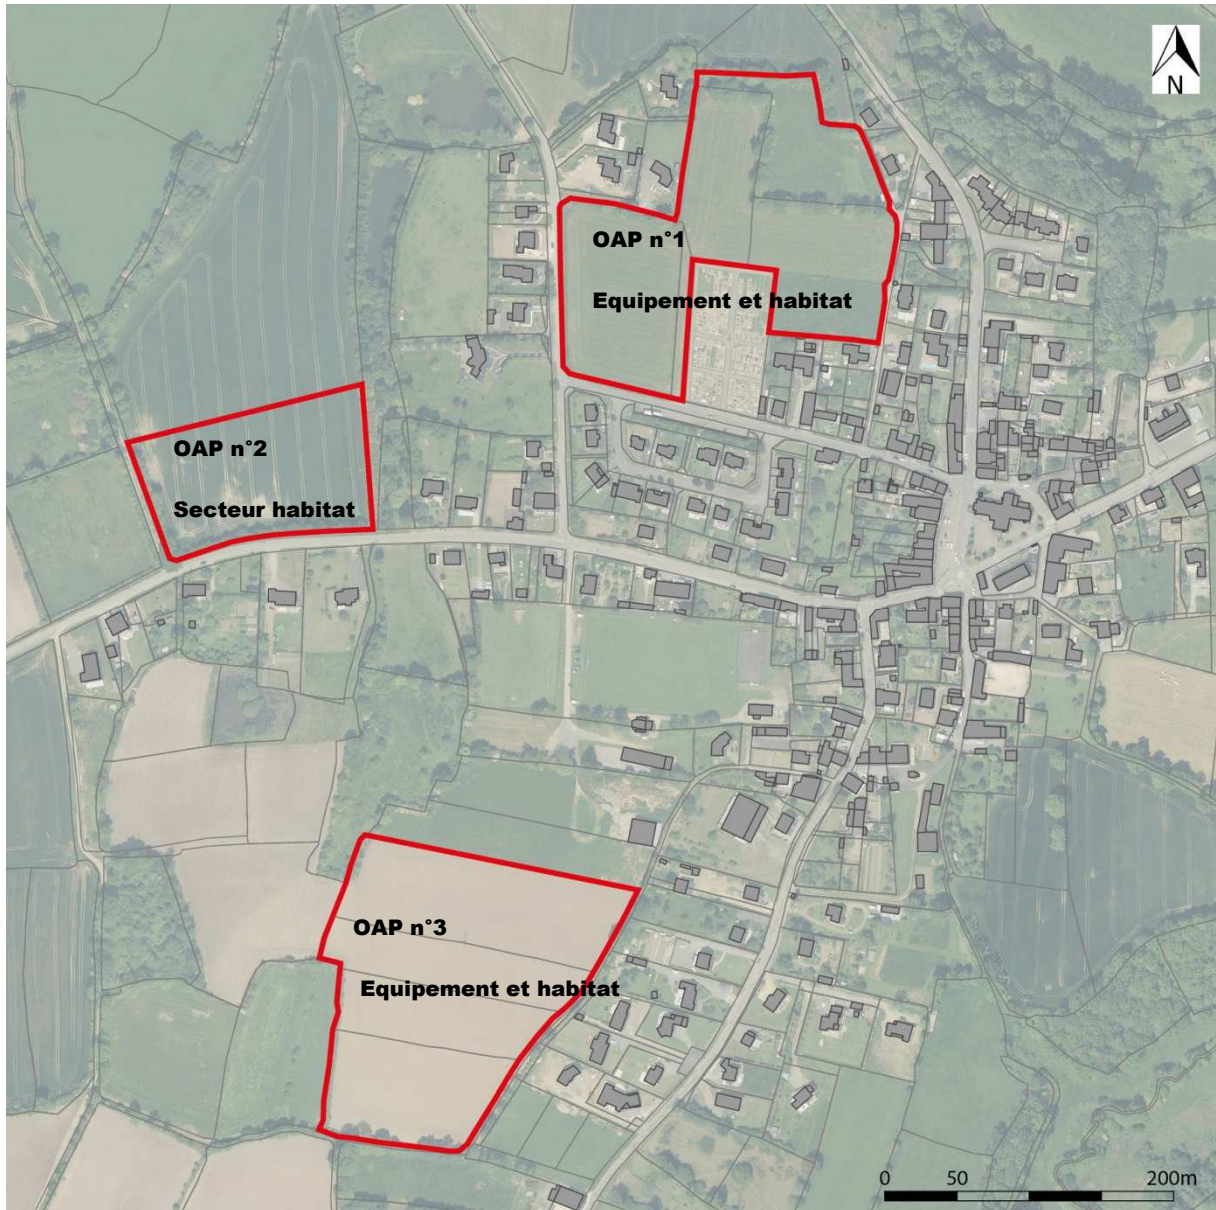 N
OAP n°1
Equipement et habitat
OAP n°2
Secteur habitat
OAP n°3
Equipement et habitat
0 50 200m